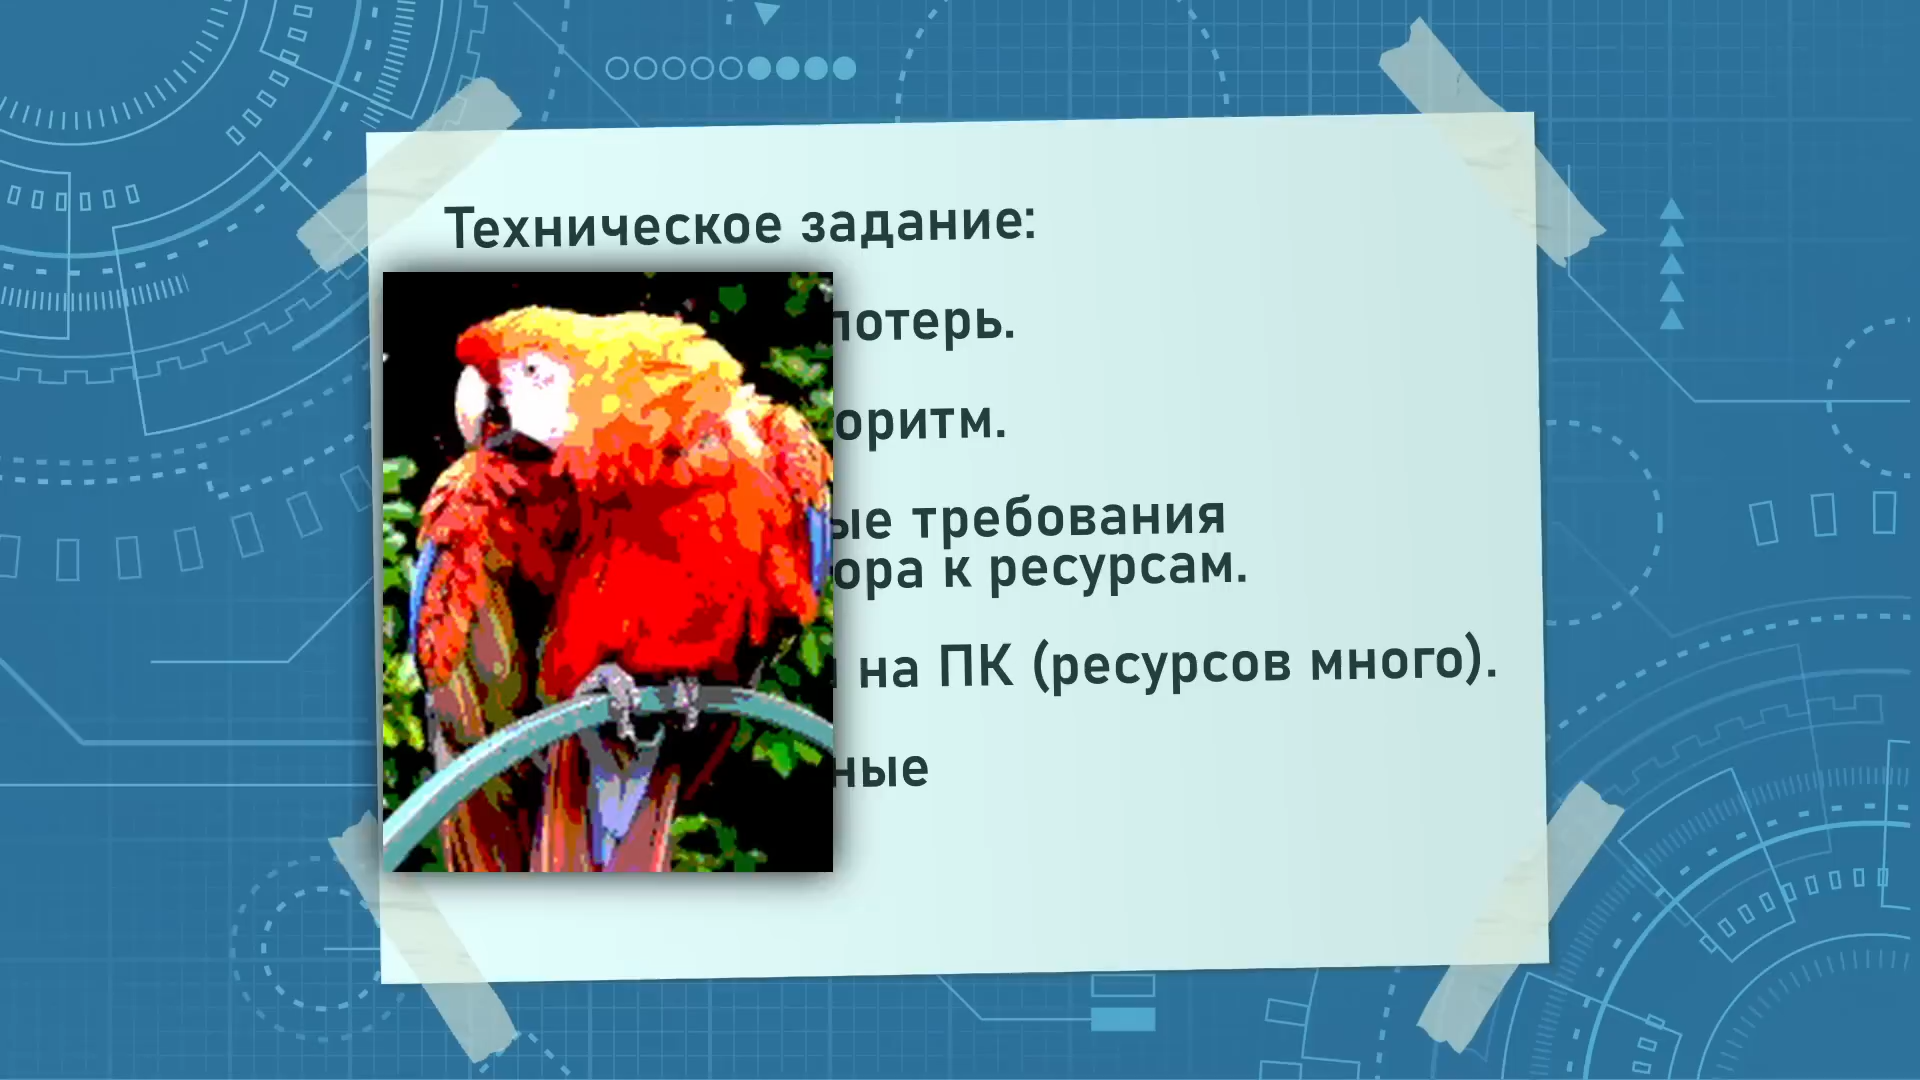 Техническое задание:
потерь.
оритм.
ые требования
ора к ресурсам.
на ПК (ресурсов много).
ные